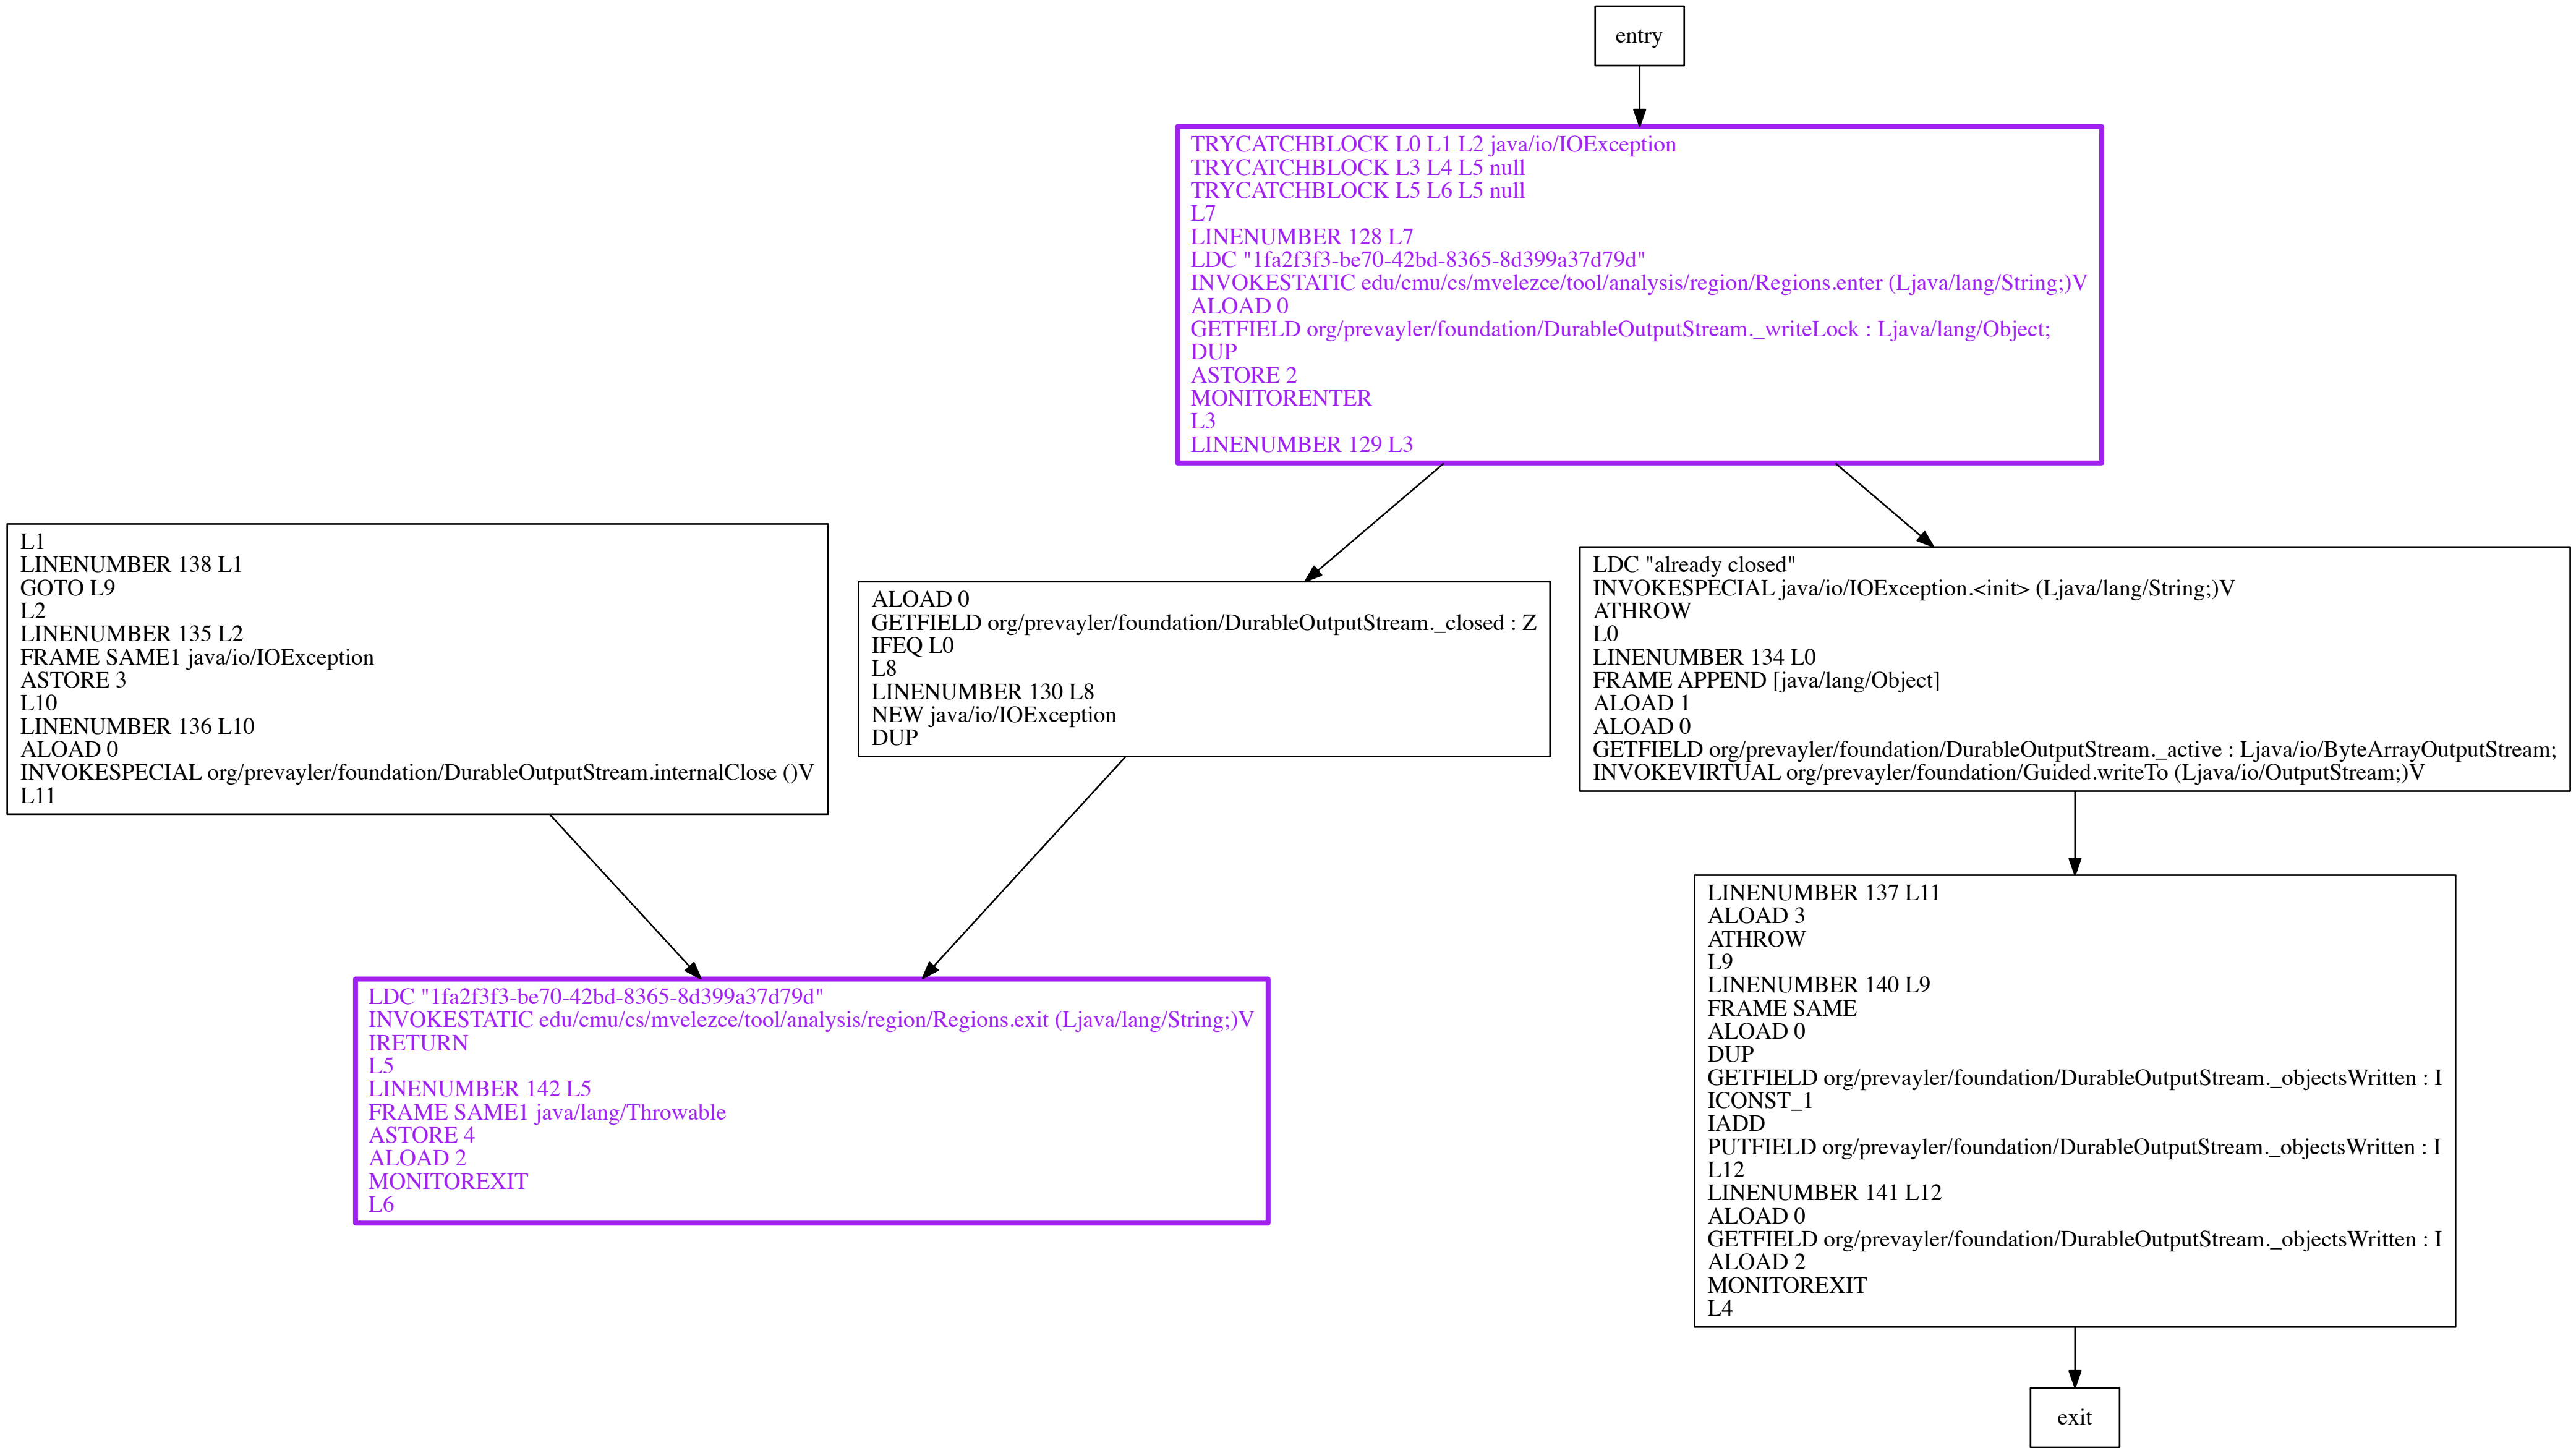 entry
TRYCATCHBLOCK L0 L1 L2 java/io/IOException
TRYCATCHBLOCK L3 L4 L5 null
TRYCATCHBLOCK L5 L6 L5 null
L7
LINENUMBER 128 L7
LDC "1fa2f3f3-be70-42bd-8365-8d399a37d79d"
INVOKESTATIC edu/cmu/cs/mvelezce/tool/analysis/region/Regions.enter (Ljava/lang/String;)V
ALOAD 0
GETFIELD org/prevayler/foundation/DurableOutputStream._writeLock : Ljava/lang/Object;
DUP
ASTORE 2
MONITORENTER
L3
LINENUMBER 129 L3
L1
LINENUMBER 138 L1
GOTO L9
L2
LINENUMBER 135 L2
FRAME SAME1 java/io/IOException
ASTORE 3
L10
LINENUMBER 136 L10
ALOAD 0
INVOKESPECIAL org/prevayler/foundation/DurableOutputStream.internalClose ()V
L11
ALOAD 0
GETFIELD org/prevayler/foundation/DurableOutputStream._closed : Z
IFEQ L0
L8
LINENUMBER 130 L8
NEW java/io/IOException
DUP
LDC "already closed"
INVOKESPECIAL java/io/IOException.<init> (Ljava/lang/String;)V
ATHROW
L0
LINENUMBER 134 L0
FRAME APPEND [java/lang/Object]
ALOAD 1
ALOAD 0
GETFIELD org/prevayler/foundation/DurableOutputStream._active : Ljava/io/ByteArrayOutputStream;
INVOKEVIRTUAL org/prevayler/foundation/Guided.writeTo (Ljava/io/OutputStream;)V
LDC "1fa2f3f3-be70-42bd-8365-8d399a37d79d"
INVOKESTATIC edu/cmu/cs/mvelezce/tool/analysis/region/Regions.exit (Ljava/lang/String;)V
IRETURN
L5
LINENUMBER 142 L5
FRAME SAME1 java/lang/Throwable
ASTORE 4
ALOAD 2
MONITOREXIT
L6
LINENUMBER 137 L11
ALOAD 3
ATHROW
L9
LINENUMBER 140 L9
FRAME SAME
ALOAD 0
DUP
GETFIELD org/prevayler/foundation/DurableOutputStream._objectsWritten : I
ICONST_1
IADD
PUTFIELD org/prevayler/foundation/DurableOutputStream._objectsWritten : I
L12
LINENUMBER 141 L12
ALOAD 0
GETFIELD org/prevayler/foundation/DurableOutputStream._objectsWritten : I
ALOAD 2
MONITOREXIT
L4
exit